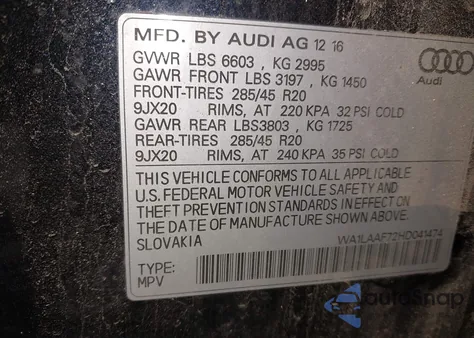 MFD. BY AUDI AG 12 16
GVWR LBS 6603 , KG 2995
GAWR FRONT LBS 3197 , KG 1450
FRONT-TIRES 285/45 R20
9JX20 RIMS, AT 220 KPA 32 PSI COLD
GAWR REAR LBS3803 , KG 1725
REAR-TIRES 285/45 R20
9JX20 RIMS, AT 240 KPA 35 PSI COLD
Audi
THIS VEHICLE CONFORMS TO ALL APPLICABLE
U.S. FEDERAL MOTOR VEHICLE SAFETY AND
THEFT PREVENTION STANDARDS IN EFFECT ON
THE DATE OF MANUFACTURE SHOWN ABOVE.
SLOVAKIA WA1LAAF72HD041474
TYPE:
MPV
AutoSnap